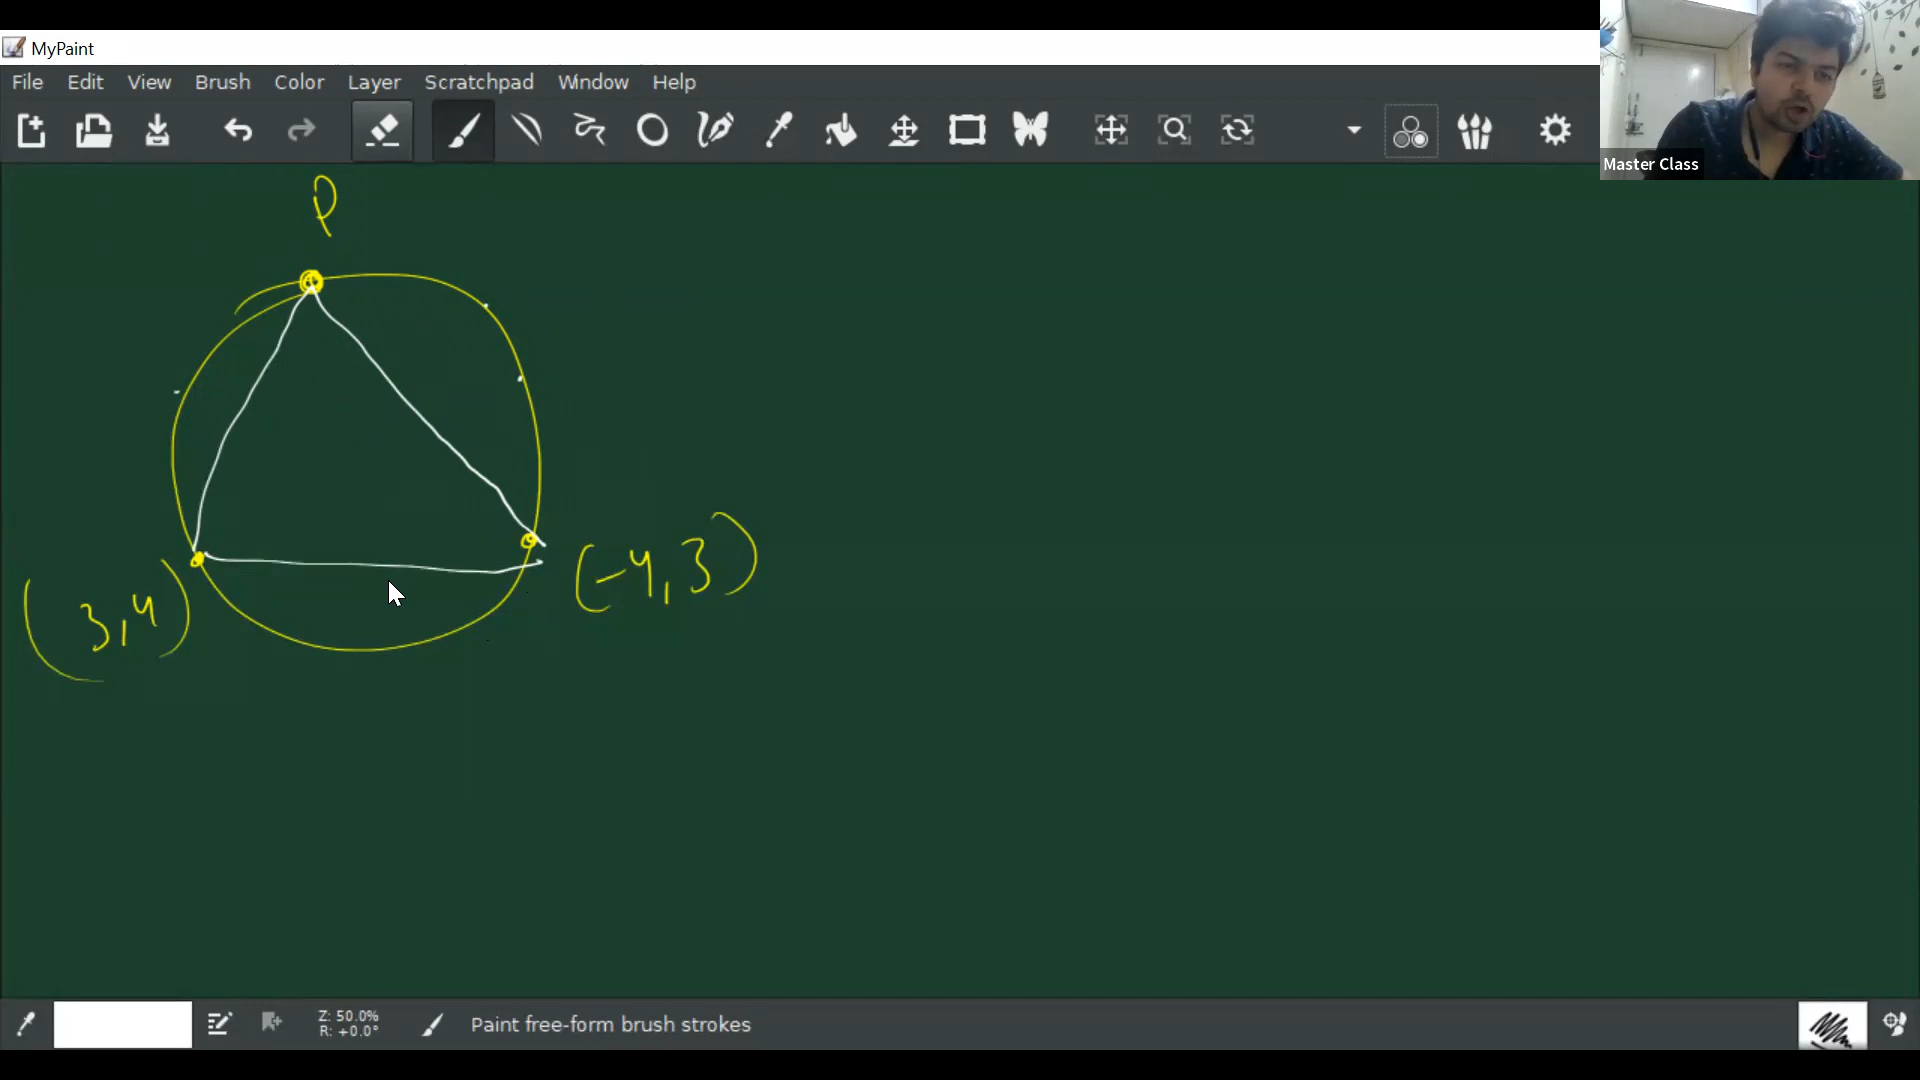 MyPaint
File Edit View Brush Color Layer Scratchpad Window Help
Master Class
P
(-4,3)
(3,4)
Z: 50.0%
R: +0.0°
Paint free-form brush strokes